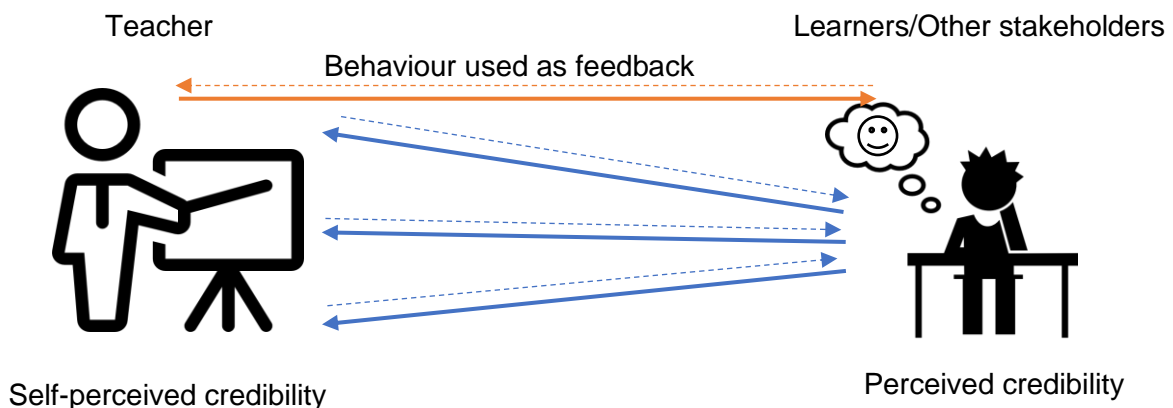 Teacher
Learners/Other stakeholders
Behaviour used as feedback
Self-perceived credibility
Perceived credibility